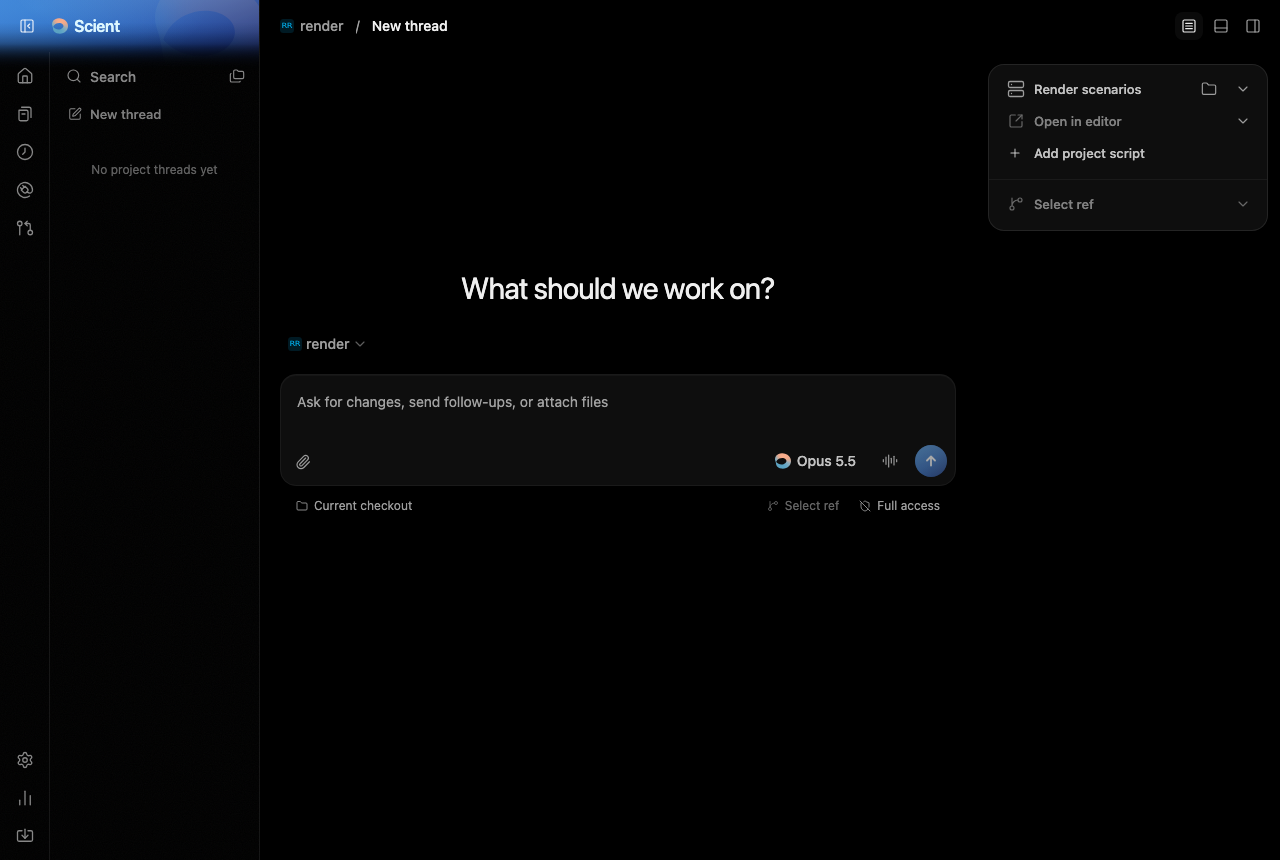 Scient
RR render / New thread
Search
New thread
No project threads yet
Render scenarios
Open in editor
Add project script
Select ref
What should we work on?
RR render
Ask for changes, send follow-ups, or attach files
Opus 5.5
Current checkout
Select ref
Full access